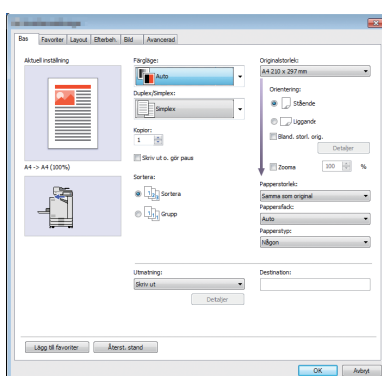 Bas Favoriter Layout Efterbeh. Bild Avancerad
Aktuell inställning
A4 -> A4 (100%)
Färgläge:
Auto
Duplex/Simplex:
Simplex
Kopior:
1
Skriv ut o. gör paus
Sortera:
Sortera
Grupp
Originalstorlek:
A4 210 x 297 mm
Orientering:
Stående
Liggande
Bland. storl. orig.
Detaljer
Zooma 100 %
Papperstorlek:
Samma som original
Pappersfack:
Auto
Papperstyp:
Någon
Utmatning:
Skriv ut
Detaljer
Destination:
Lägg till favoriter Återst. stand
OK Avbryt